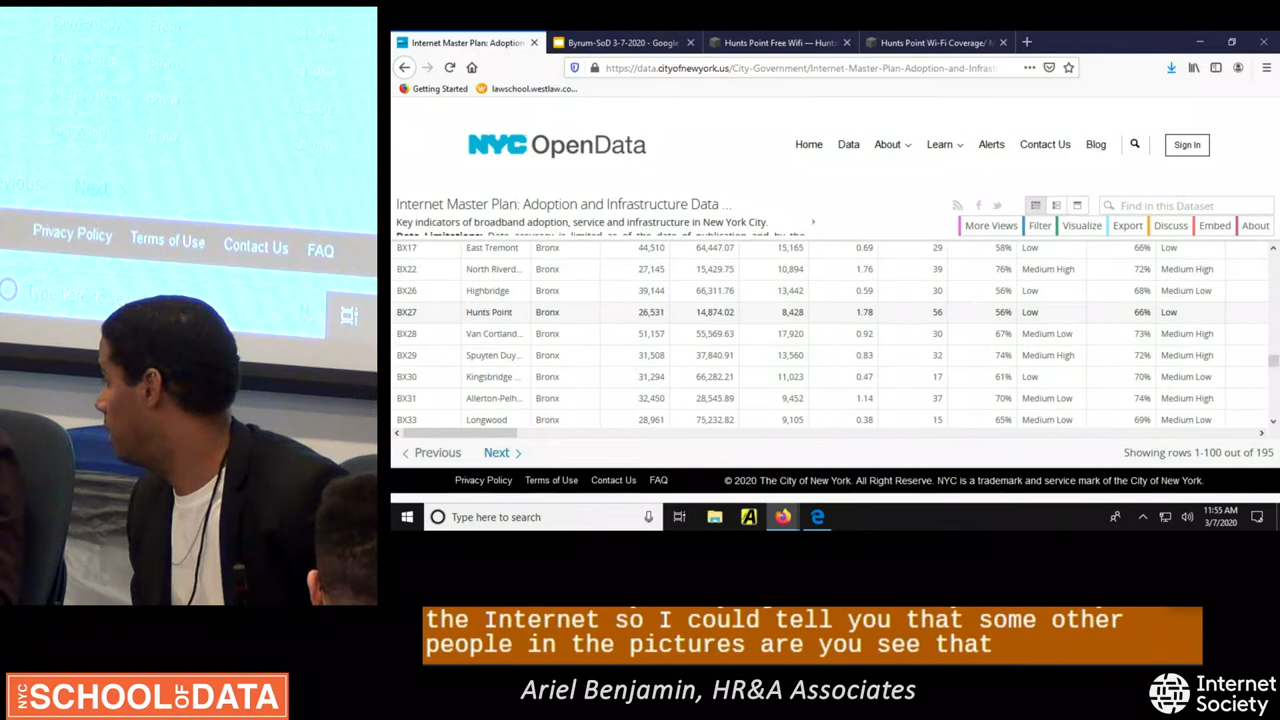 Privacy Policy Terms of Use Contact Us FAQ
Next
Internet Master Plan: Adoption
Byrum-SoD 3-7-2020 - Google
Hunts Point Free Wifi — Hunts
Hunts Point Wi-Fi Coverage/
https://data.cityofnewyork.us/City-Government/Internet-Master-Plan-Adoption-and-Infrast
Getting Started lawschool.westlaw.co...
NYC OpenData
Home Data About Learn Alerts Contact Us Blog Sign In
Internet Master Plan: Adoption and Infrastructure Data ...
Find in this Dataset
Key indicators of broadband adoption, service and infrastructure in New York City.
More Views Filter Visualize Export Discuss Embed About
BX17 East Tremont Bronx 44,510 64,447.07 15,165 0.69 29 58% Low 66% Low
BX22 North Riverd... Bronx 27,145 15,429.75 10,894 1.76 39 76% Medium High 72% Medium High
BX26 Highbridge Bronx 39,144 66,311.76 13,442 0.59 30 56% Low 68% Medium Low
BX27 Hunts Point Bronx 26,531 14,874.02 8,428 1.78 56 56% Low 66% Low
BX28 Van Cortland... Bronx 51,157 55,569.63 17,920 0.92 30 67% Medium Low 73% Medium High
BX29 Spuyten Duy... Bronx 31,508 37,840.91 13,560 0.83 32 74% Medium High 72% Medium High
BX30 Kingsbridge ... Bronx 31,294 66,282.21 11,023 0.47 17 61% Low 70% Medium Low
BX31 Allerton-Pelh... Bronx 32,450 28,545.89 9,452 1.14 37 70% Medium Low 74% Medium High
BX33 Longwood Bronx 28,961 75,232.82 9,105 0.38 15 65% Medium Low 69% Medium Low
Previous Next Showing rows 1-100 out of 195
Privacy Policy Terms of Use Contact Us FAQ © 2020 The City of New York. All Right Reserve. NYC is a trademark and service mark of the City of New York.
Type here to search
11:55 AM
3/7/2020
the Internet so I could tell you that some other
people in the pictures are you see that
Ariel Benjamin, HR&A Associates
NYC SCHOOL OF DATA
Internet
Society